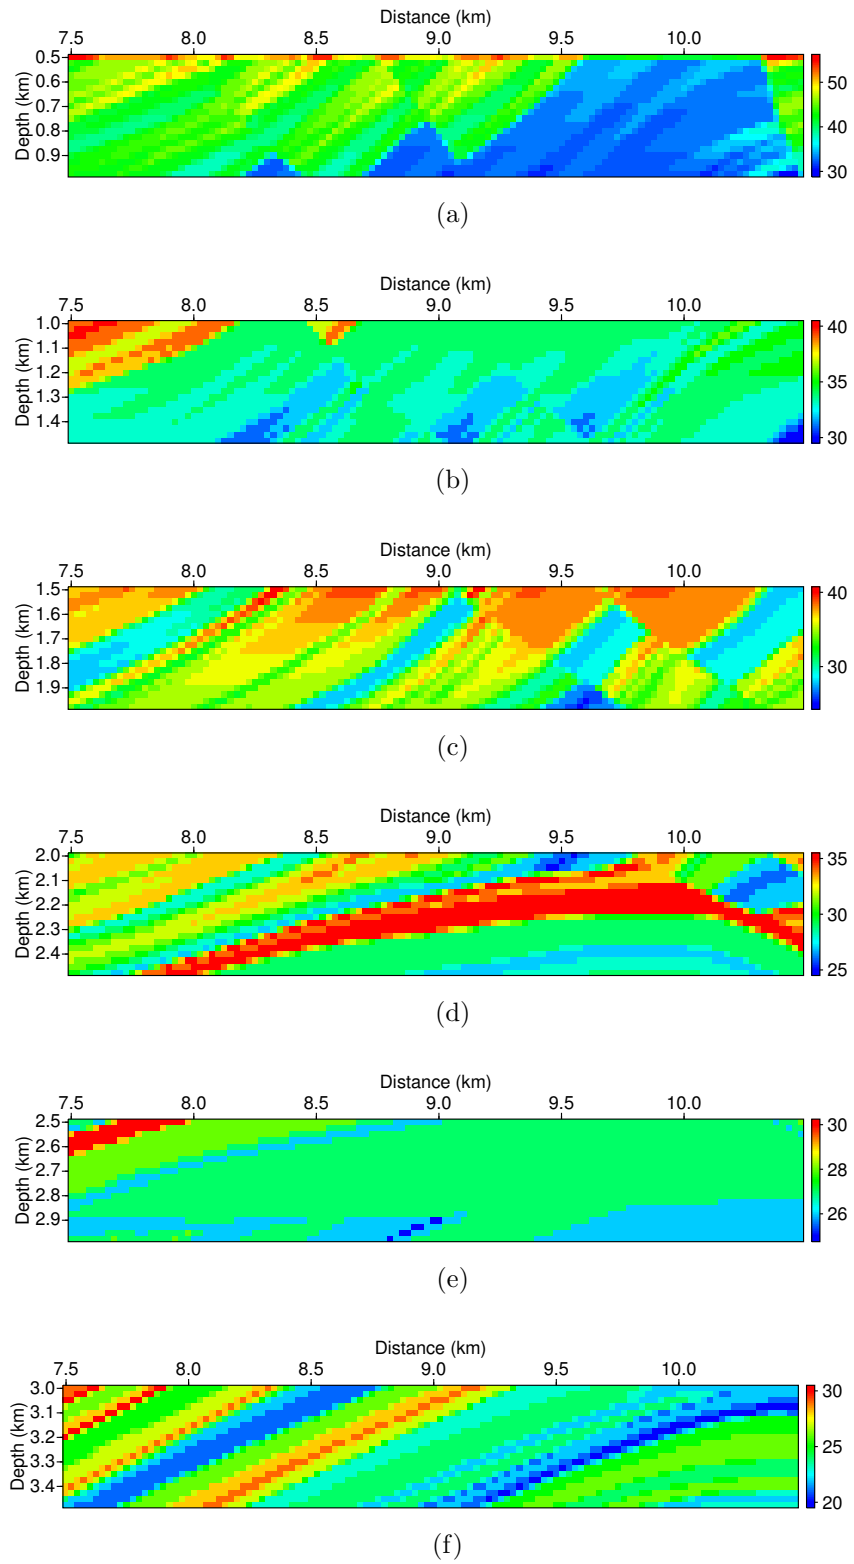 Distance (km)
7.5 8.0 8.5 9.0 9.5 10.0
Depth (km)
0.5
0.6
0.7
0.8
0.9
50
40
30
(a)
Distance (km)
7.5 8.0 8.5 9.0 9.5 10.0
Depth (km)
1.0
1.1
1.2
1.3
1.4
40
35
30
(b)
Distance (km)
7.5 8.0 8.5 9.0 9.5 10.0
Depth (km)
1.5
1.6
1.7
1.8
1.9
40
35
30
(c)
Distance (km)
7.5 8.0 8.5 9.0 9.5 10.0
Depth (km)
2.0
2.1
2.2
2.3
2.4
35
30
25
(d)
Distance (km)
7.5 8.0 8.5 9.0 9.5 10.0
Depth (km)
2.5
2.6
2.7
2.8
2.9
30
28
26
(e)
Distance (km)
7.5 8.0 8.5 9.0 9.5 10.0
Depth (km)
3.0
3.1
3.2
3.3
3.4
30
25
20
(f)